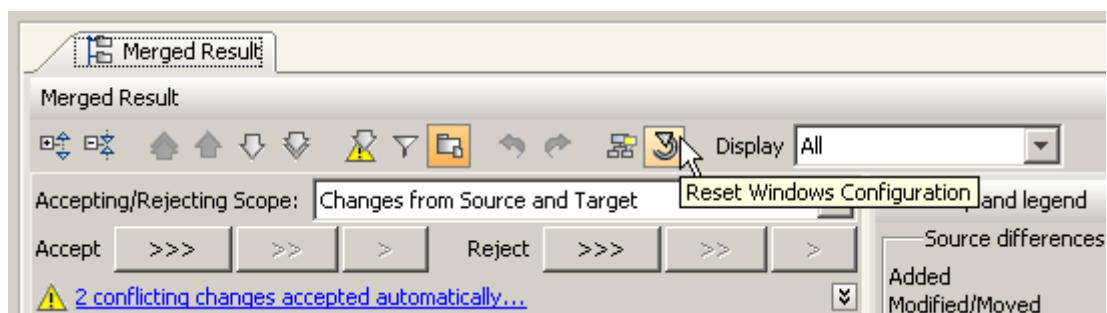 Merged Result
Merged Result
Display All
Reset Windows Configuration
Accepting/Rejecting Scope: Changes from Source and Target
and legend
Accept >>> >> > Reject >>> >> >
Source differences
2 conflicting changes accepted automatically...
Added
Modified/Moved